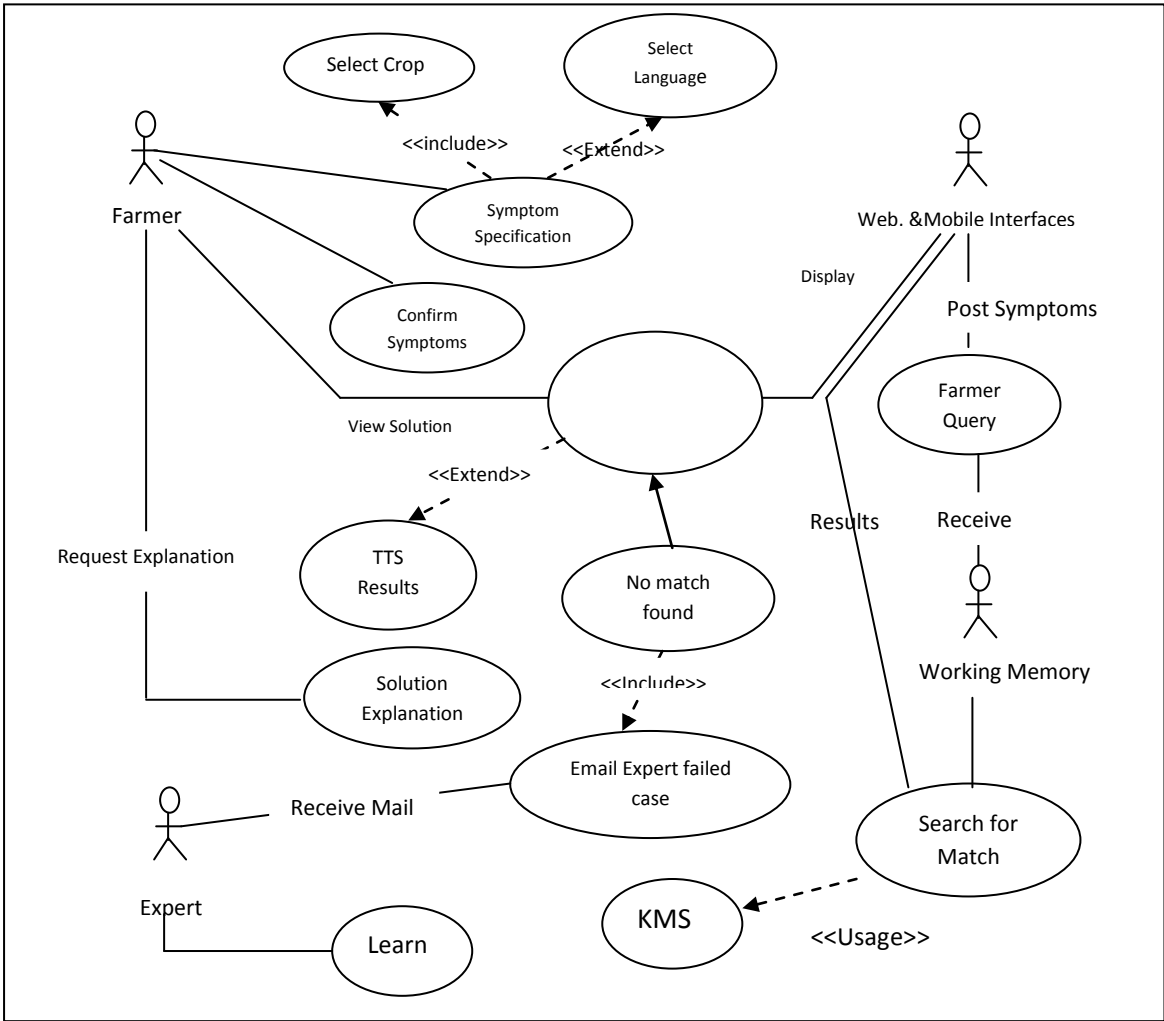 Select Crop
Select
Language
<<include>>
<<Extend>>
Farmer
Symptom
Specification
Web. &Mobile Interfaces
Display
Confirm
Symptoms
Post Symptoms
Farmer
Query
View Solution
<<Extend>>
Results
Receive
Request Explanation
TTS
Results
No match
found
Working Memory
Solution
Explanation
<<Include>>
Email Expert failed
case
Receive Mail
Search for
Match
Expert
KMS
<<Usage>>
Learn